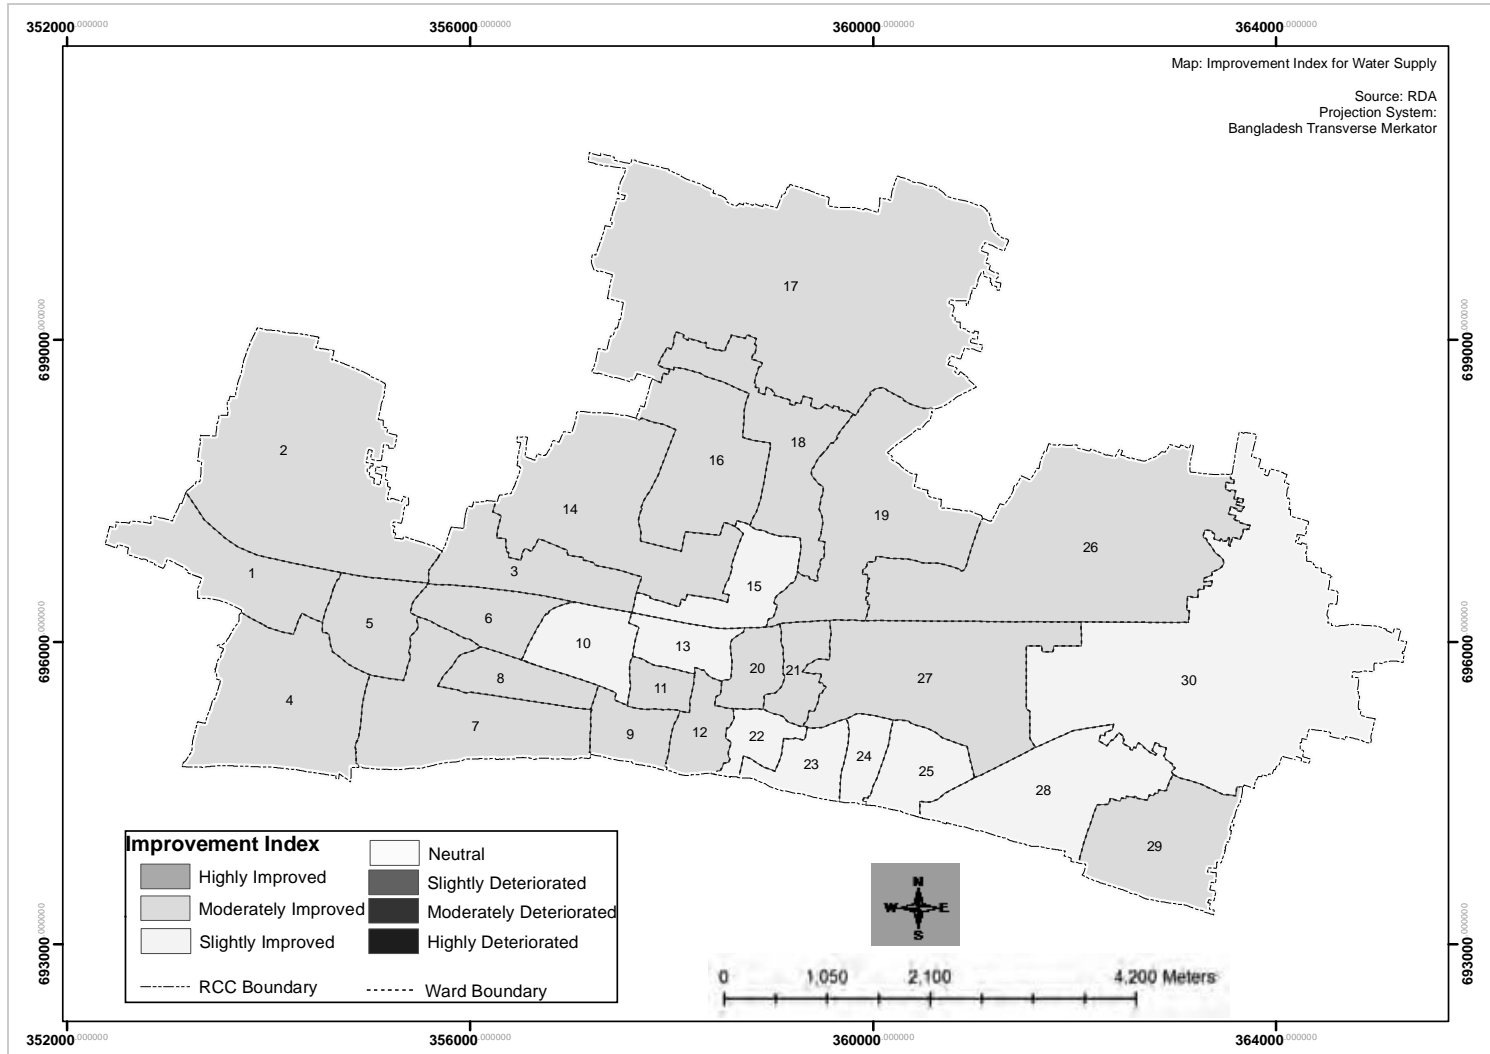 352000.000000 356000.000000 360000.000000 364000.000000
Map: Improvement Index for Water Supply
Source: RDA
Projection System:
Bangladesh Transverse Merkator
699000.000000 699000.000000
696000.000000 696000.000000
693000.000000 693000.000000
17
2
18
16
14
19
26
3
1
15
5
6
10
13
20
21
27
30
8
11
4
7
9
12
22
23
24
25
28
29
Improvement Index
Highly Improved
Moderately Improved
Slightly Improved
RCC Boundary
Neutral
Slightly Deteriorated
Moderately Deteriorated
Highly Deteriorated
Ward Boundary
N
W E
S
0 1,050 2,100 4,200 Meters
352000.000000 356000.000000 360000.000000 364000.000000